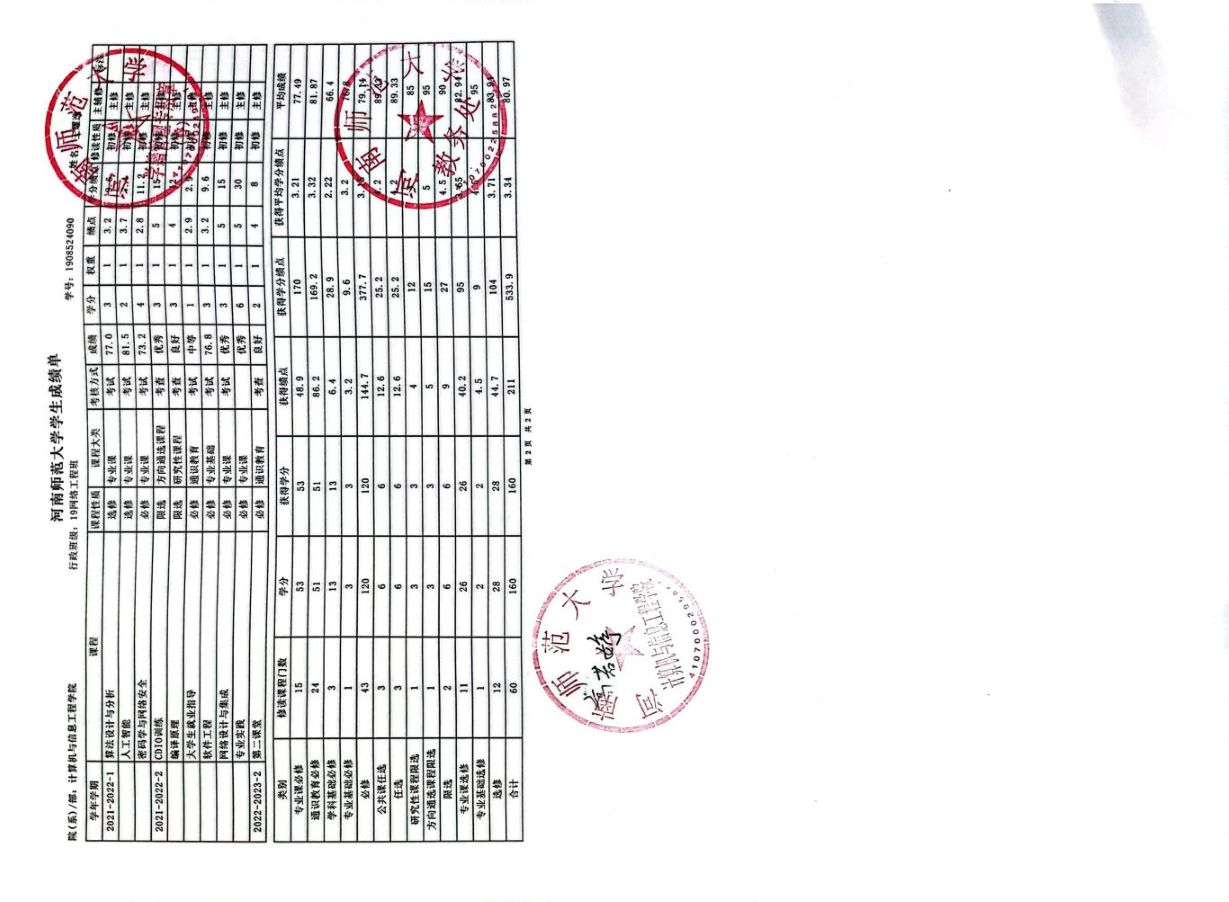 河南师范大学学生成绩单
院(系)/部: 计算机与信息工程学院 行政班级: 19网络工程班 学号: 1908524090 姓名
学年学期 课程 课程性质 课程大类 考核方式 成绩 学分 权重 绩点 学分绩点 修读性质 主辅修 标注
2021-2022-1 算法设计与分析 选修 专业课 考试 77.0 3 1 3.2 初修 主修
人工智能 选修 专业课 考试 81.5 2 1 3.7 初修 主修
密码学与网络安全 必修 专业课 考试 73.2 4 1 2.8 11.2 初修 主修
2021-2022-2 CDIO训练 限选 方向通选课程 考查 优秀 3 1 5 15 初修 主修
编译原理 限选 研究性课程 考查 良好 3 1 4 12 初修 主修
大学生就业指导 必修 通识教育 考试 中等 1 1 2.9 2.9 初修 主修
软件工程 必修 专业基础 考试 76.8 3 1 3.2 9.6 初修 主修
网络设计与集成 必修 专业课 考试 优秀 3 1 5 15 初修 主修
专业实践 必修 专业课 优秀 6 1 5 30 初修 主修
2022-2023-2 第二课堂 必修 通识教育 考查 良好 2 1 4 8 初修 主修
类别 修读课程门数 学分 获得学分 获得绩点 获得学分绩点 获得平均学分绩点 平均成绩
专业课必修 15 53 53 48.9 170 3.21 77.49
通识教育必修 24 51 51 86.2 169.2 3.32 81.87
学科基础必修 3 13 13 6.4 28.9 2.22 66.4
专业基础必修 1 3 3 3.2 9.6 3.2
必修 43 120 120 144.7 377.7 79.14
公共课任选 3 6 6 12.6 25.2
任选 3 6 6 12.6 25.2 89.33
研究性课程限选 1 3 3 4 12 85
方向通选课程限选 1 3 3 5 15 5 95
限选 2 6 6 9 27 4.5 90
专业课选修 11 26 26 40.2 95 3.65 82.94
专业基础选修 1 2 2 4.5 9 95
选修 12 28 28 44.7 104 3.71
合计 60 160 160 211 533.9 3.34 80.97
第 2 页 共 2 页
河南师范大学
教务处
河南师范大学
计算机与信息工程学院